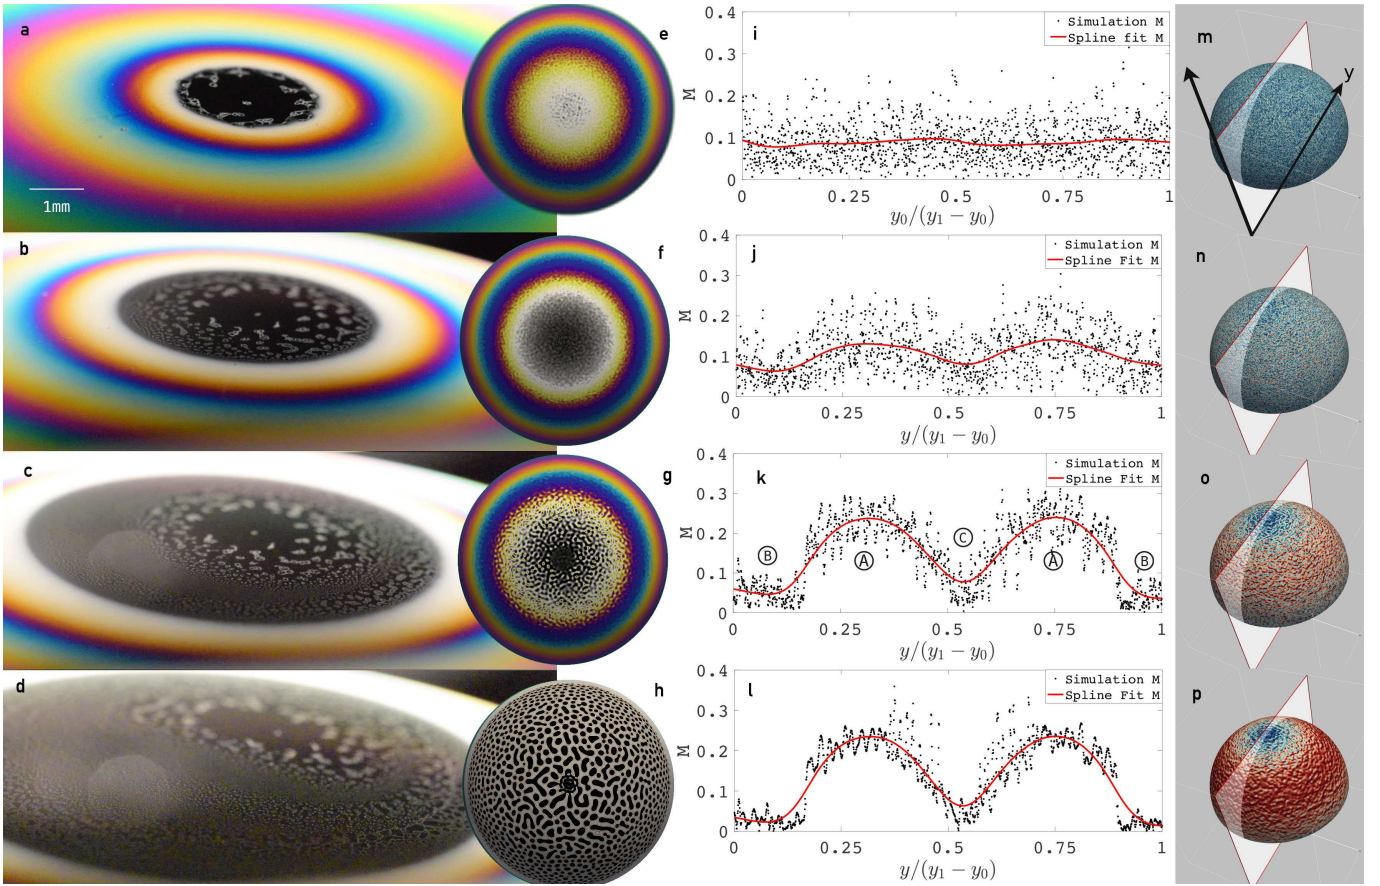 a
1mm
e
i
Simulation M
Spline fit M
0.4
0.3
0.2
0.1
0
M
0
0.25
0.5
0.75
1
y₀/(y₁ − y₀)
m
y
b
f
j
Simulation M
Spline Fit M
0.4
0.3
0.2
0.1
0
M
0
0.25
0.50
0.75
1
y/(y₁ − y₀)
n
c
g
k
Simulation M
Spline Fit M
0.4
0.3
0.2
0.1
0
M
B
A
C
A
B
0
0.25
0.5
0.75
1
y/(y₁ − y₀)
o
d
h
l
Simulation M
Spline Fit M
0.4
0.3
0.2
0.1
0
M
0
0.25
0.5
0.75
1
y/(y₁ − y₀)
p